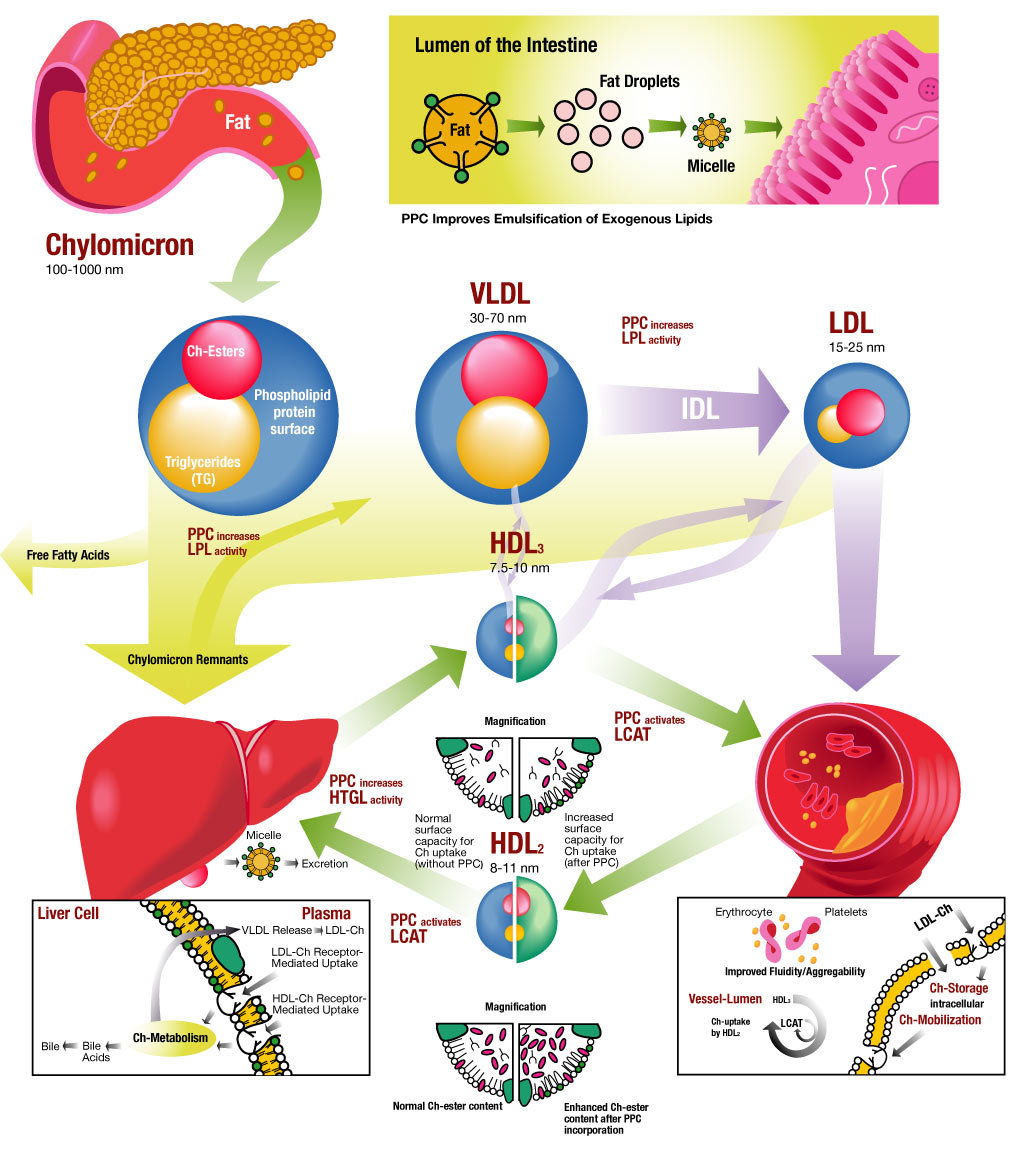 Lumen of the Intestine
Fat Droplets
Fat
Micelle
PPC Improves Emulsification of Exogenous Lipids
Fat
Chylomicron
100-1000 nm
VLDL
30-70 nm
PPC increases
LPL activity
LDL
15-25 nm
Ch-Esters
Phospholipid
protein
surface
Triglycerides
(TG)
IDL
Free Fatty Acids
PPC increases
LPL activity
HDL3
7.5-10 nm
Chylomicron Remnants
Magnification
PPC activates
LCAT
PPC increases
HTGL activity
Normal
surface
capacity for
Ch uptake
(without PPC)
Increased
surface
capacity for
Ch uptake
(after PPC)
HDL2
8-11 nm
Micelle
Excretion
PPC activates
LCAT
Liver Cell
Plasma
VLDL Release
LDL-Ch
LDL-Ch Receptor-
Mediated Uptake
HDL-Ch Receptor-
Mediated Uptake
Ch-Metabolism
Bile
Bile
Acids
Magnification
Normal Ch-ester content
Enhanced Ch-ester
content after PPC
incorporation
Erythrocyte
Platelets
Improved Fluidity/Aggregability
LDL-Ch
Ch-Storage
intracellular
Ch-Mobilization
Vessel-Lumen
HDL3
Ch-uptake
by HDL2
LCAT